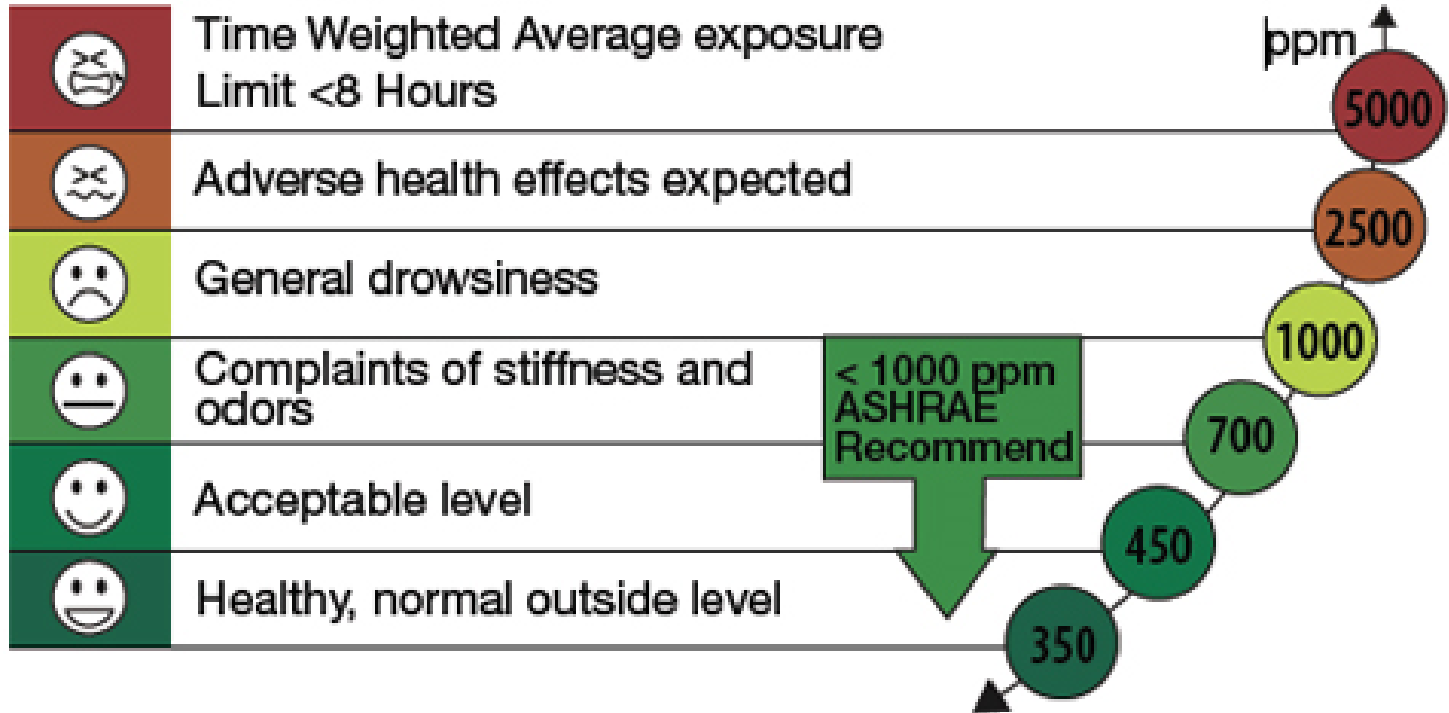 Time Weighted Average exposure
Limit <8 Hours
ppm
5000
Adverse health effects expected
2500
General drowsiness
1000
Complaints of stiffness and
odors
< 1000 ppm
ASHRAE
Recommend
700
Acceptable level
450
Healthy, normal outside level
350